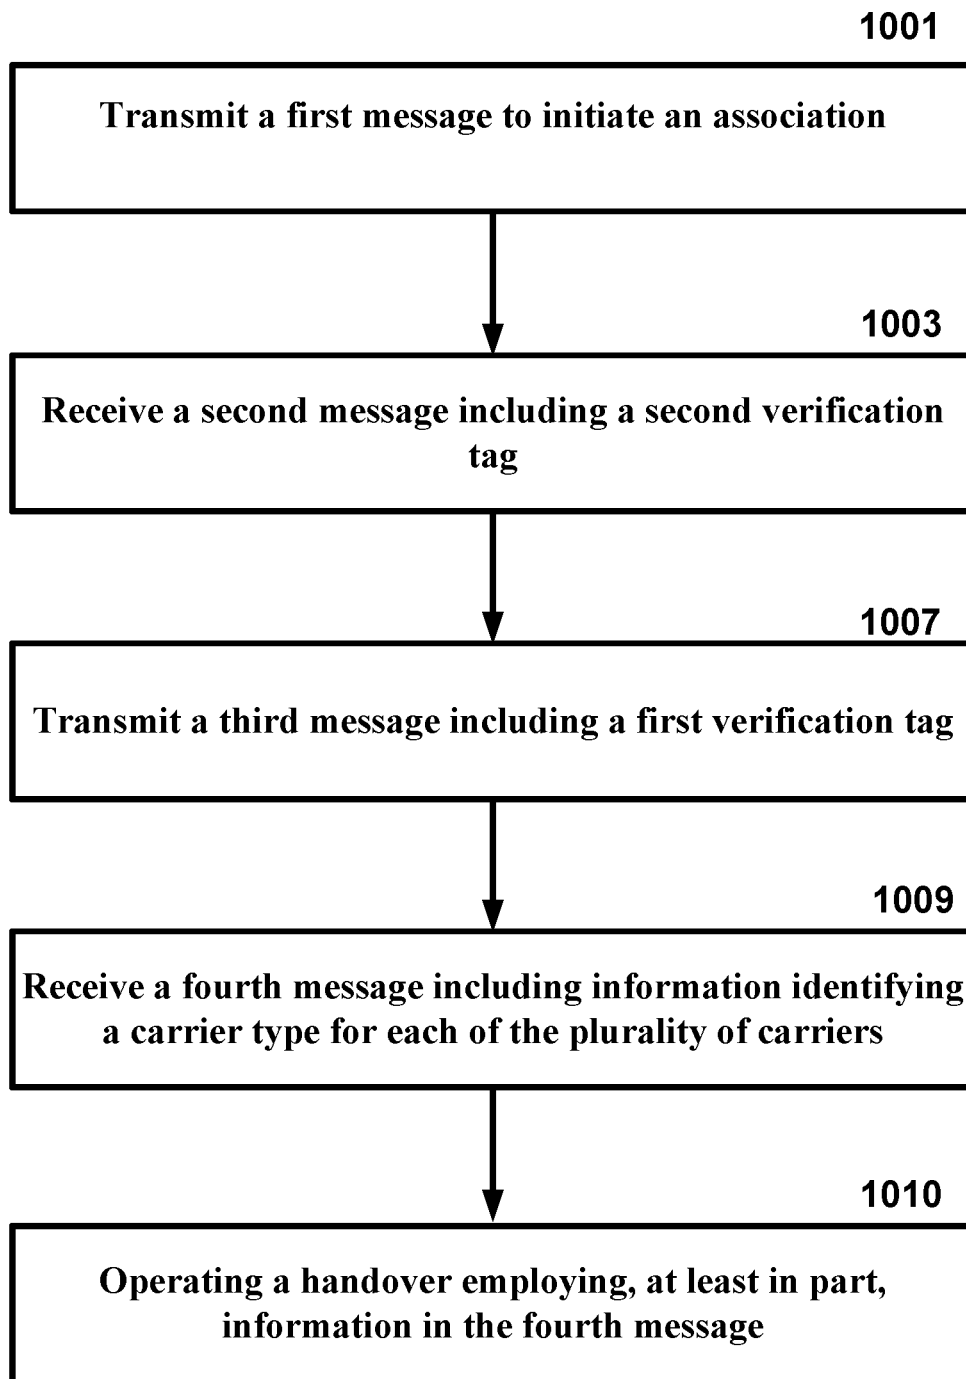 1001
Transmit a first message to initiate an association
1003
Receive a second message including a second verification
tag
1007
Transmit a third message including a first verification tag
1009
Receive a fourth message including information identifying
a carrier type for each of the plurality of carriers
1010
Operating a handover employing, at least in part,
information in the fourth message